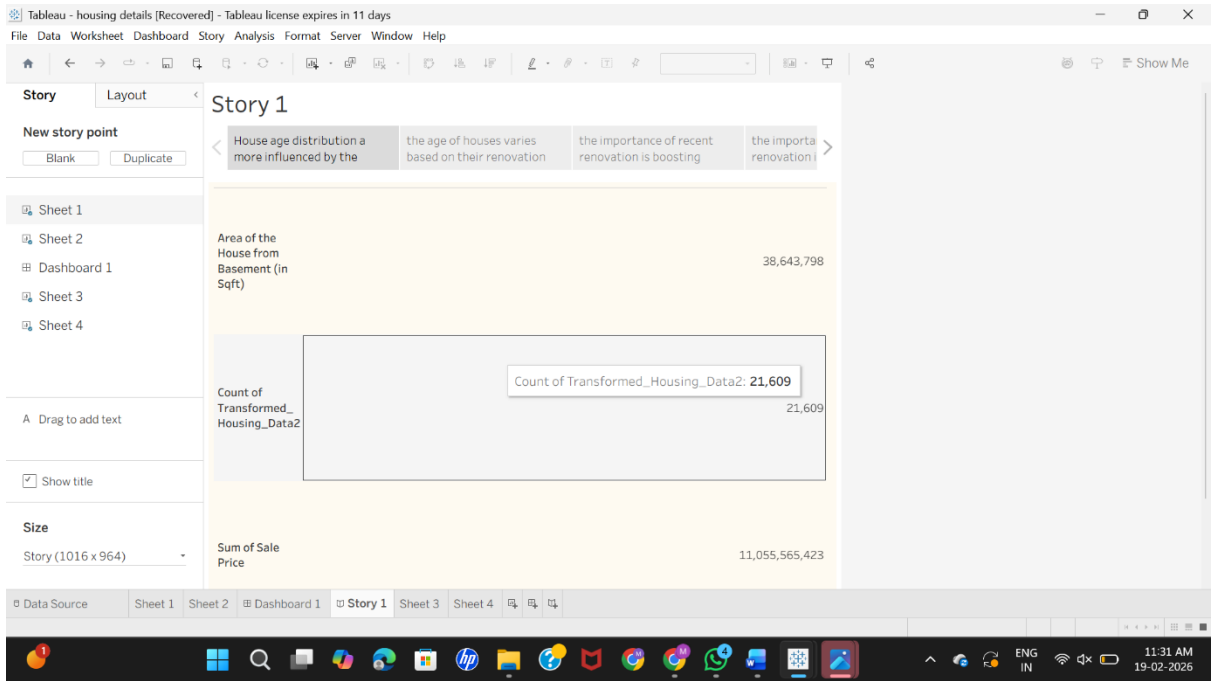 Tableau - housing details [Recovered] - Tableau license expires in 11 days
File Data Worksheet Dashboard Story Analysis Format Server Window Help
Show Me
Story Layout
New story point
Blank Duplicate
Sheet 1
Sheet 2
Dashboard 1
Sheet 3
Sheet 4
A Drag to add text
Show title
Size
Story (1016 x 964)
Story 1
House age distribution a
more influenced by the
the age of houses varies
based on their renovation
the importance of recent
renovation is boosting
the importa
renovation i
Area of the
House from
Basement (in
Sqft)
38,643,798
Count of
Transformed_
Housing_Data2
Count of Transformed_Housing_Data2: 21,609
21,609
Sum of Sale
Price
11,055,565,423
Data Source Sheet 1 Sheet 2 Dashboard 1 Story 1 Sheet 3 Sheet 4
1
hp
M
M
4
W
ENG
IN
11:31 AM
19-02-2026